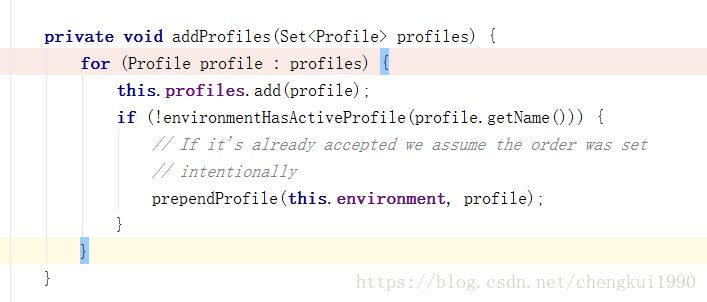 private void addProfiles(Set<Profile> profiles) {
for (Profile profile : profiles) {
this.profiles.add(profile);
if (!environmentHasActiveProfile(profile.getName())) {
// If it's already accepted we assume the order was set
// intentionally
prependProfile(this.environment, profile);
}
}
}
https://blog.csdn.net/chengkui1990